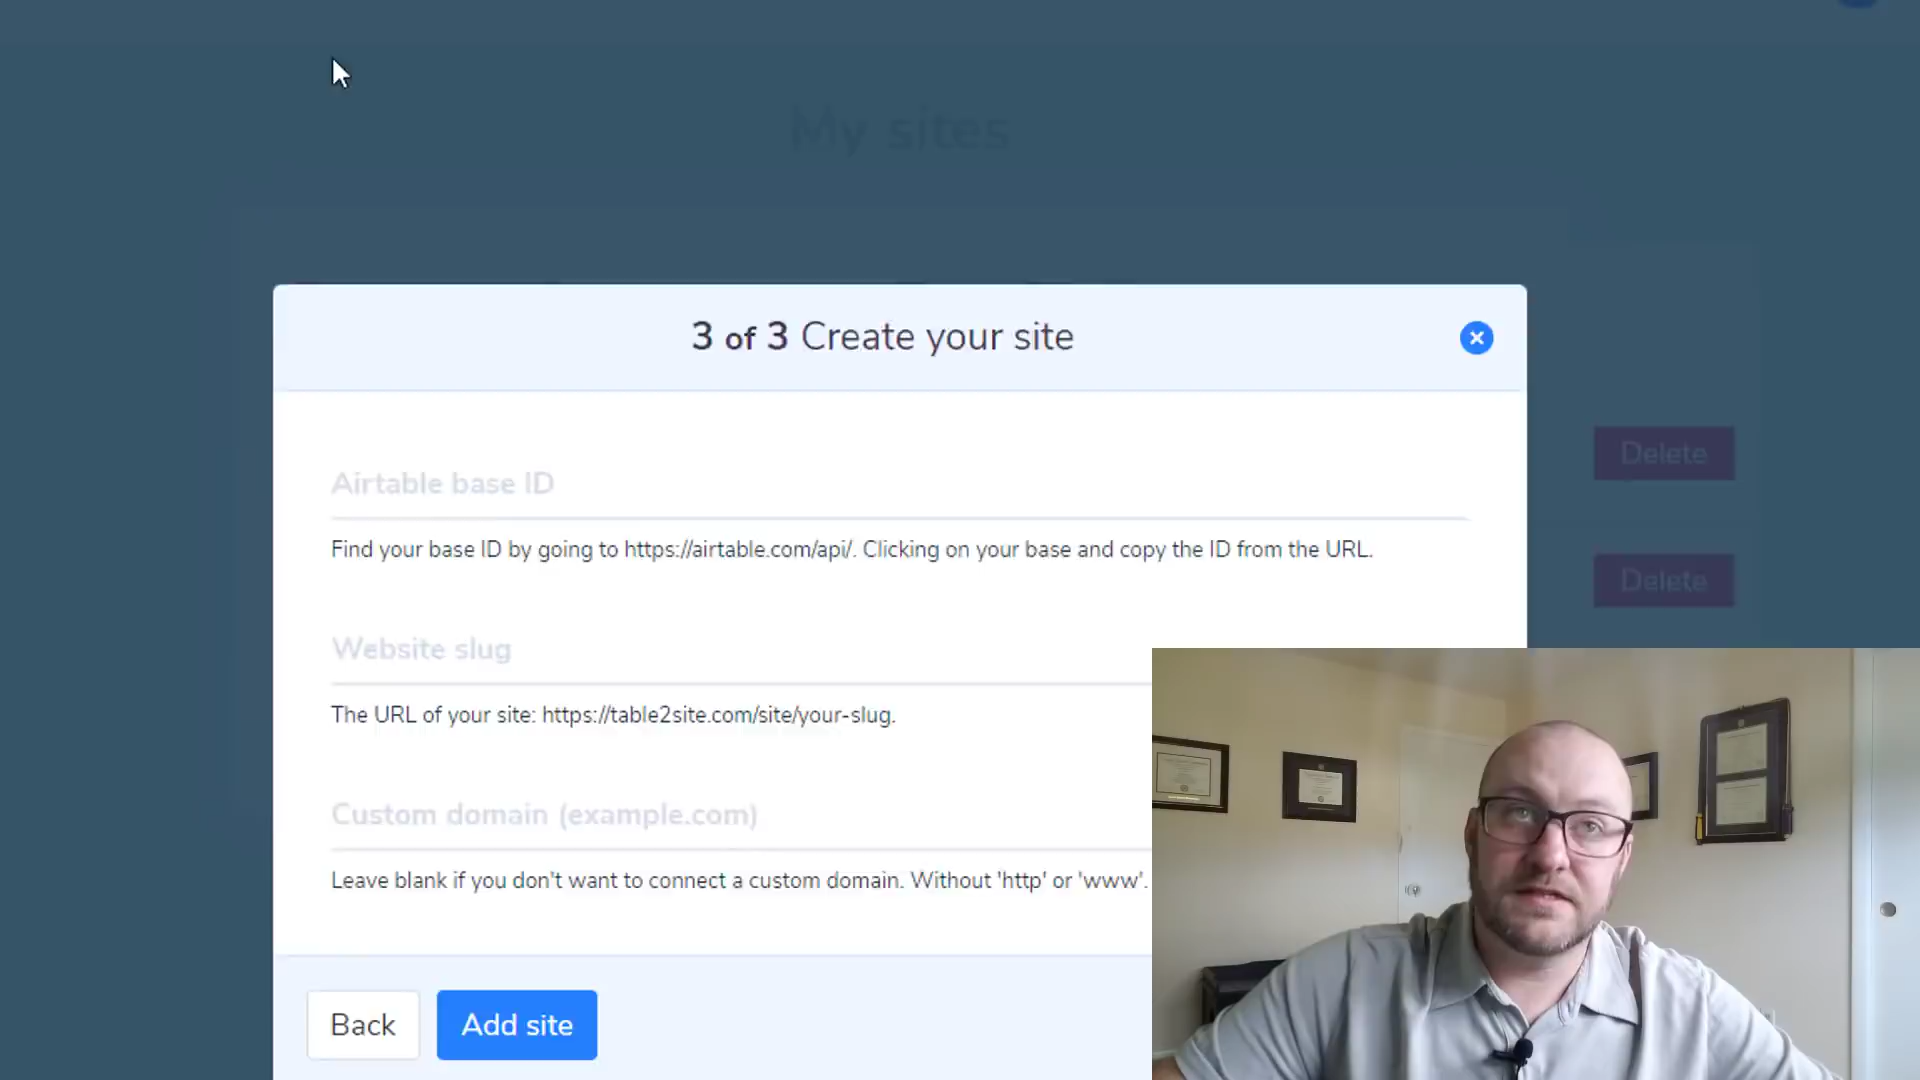 My sites
3 of 3 Create your site
Airtable base ID
Delete
Find your base ID by going to https://airtable.com/api/. Clicking on your base and copy the ID from the URL.
Delete
Website slug
The URL of your site: https://table2site.com/site/your-slug.
Custom domain (example.com)
Leave blank if you don't want to connect a custom domain. Without 'http' or 'www'.
Back
Add site